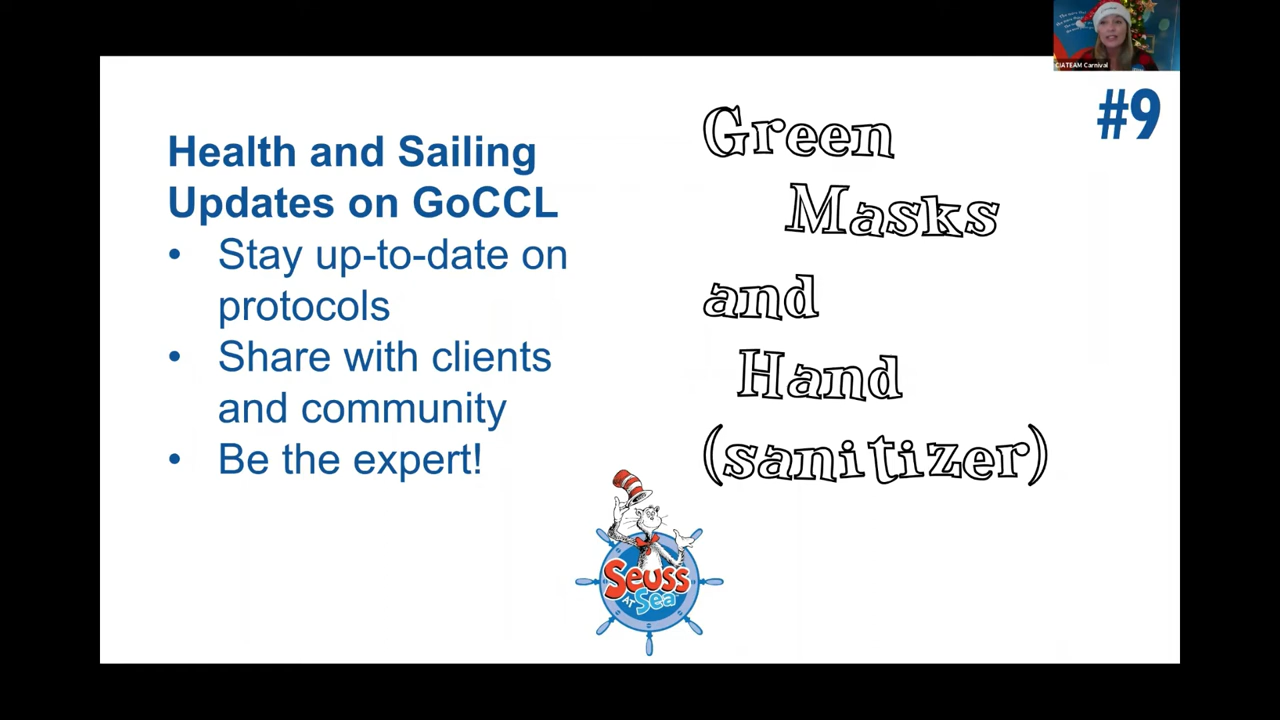 CIATEAM Carnival
#9
Health and Sailing
Updates on GoCCL
• Stay up-to-date on
protocols
• Share with clients
and community
• Be the expert!
Green
Masks
and
Hand
(sanitizer)
Seuss
AT Sea